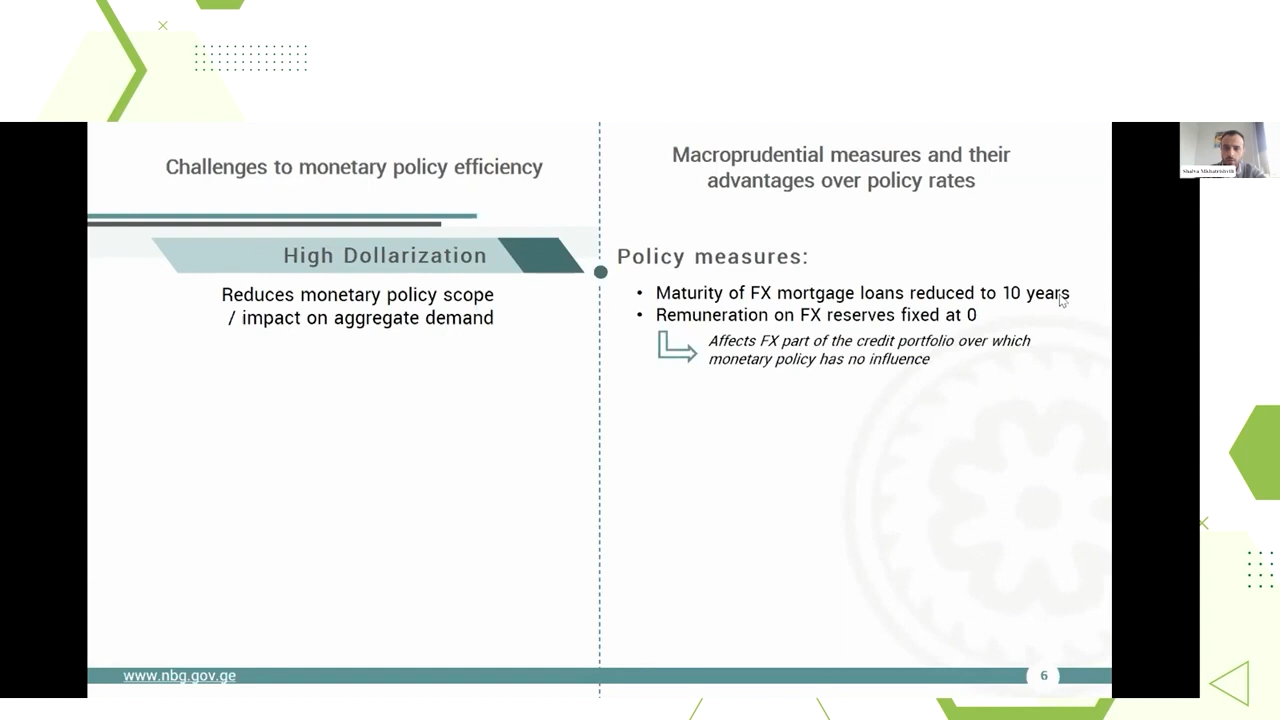 Challenges to monetary policy efficiency
Macroprudential measures and their
advantages over policy rates
High Dollarization
Reduces monetary policy scope
/ impact on aggregate demand
Policy measures:
• Maturity of FX mortgage loans reduced to 10 years
• Remuneration on FX reserves fixed at 0
Affects FX part of the credit portfolio over which
monetary policy has no influence
www.nbg.gov.ge
6